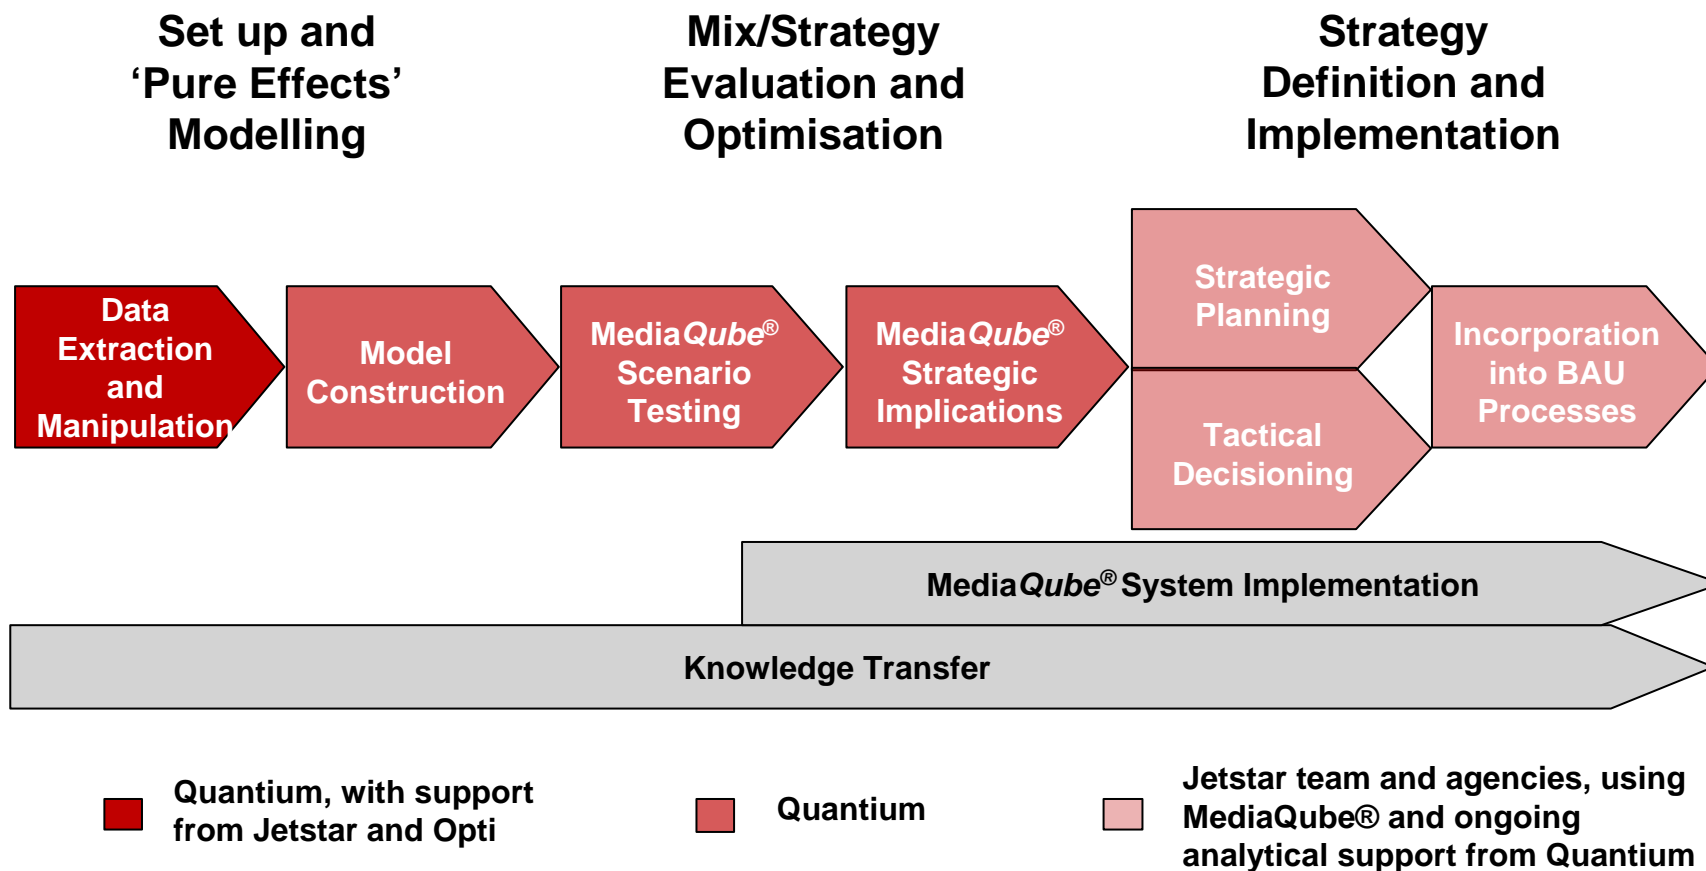 Set up and
‘Pure Effects’
Modelling
Mix/Strategy
Evaluation and
Optimisation
Strategy
Definition and
Implementation
Data
Extraction
and
Manipulation
Model
Construction
MediaQube®
Scenario
Testing
MediaQube®
Strategic
Implications
Strategic
Planning
Tactical
Decisioning
Incorporation
into BAU
Processes
MediaQube® System Implementation
Knowledge Transfer
Quantium, with support
from Jetstar and Opti
Quantium
Jetstar team and agencies, using
MediaQube® and ongoing
analytical support from Quantium